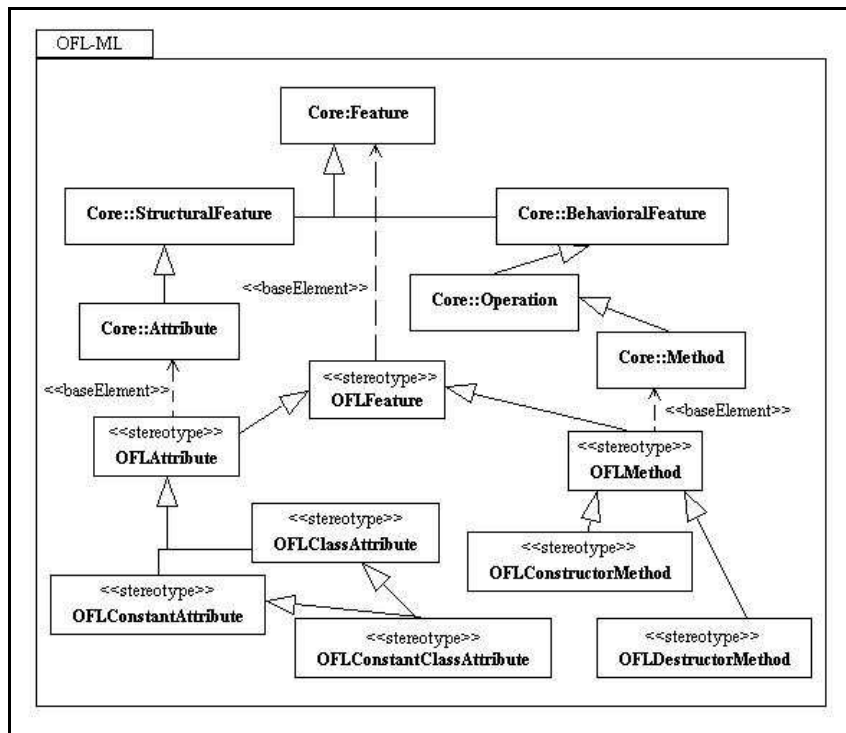 OFL-ML
Core:Feature
Core::StructuralFeature
Core::BehavioralFeature
<<baseElement>>
Core::Operation
Core::Attribute
Core::Method
<<baseElement>>
<<stereotype>>
OFLFeature
<<baseElement>>
<<stereotype>>
OFLAttribute
<<stereotype>>
OFLMethod
<<stereotype>>
OFLClassAttribute
<<stereotype>>
OFLConstructorMethod
<<stereotype>>
OFLConstantAttribute
<<stereotype>>
OFLConstantClassAttribute
<<stereotype>>
OFLDestructorMethod